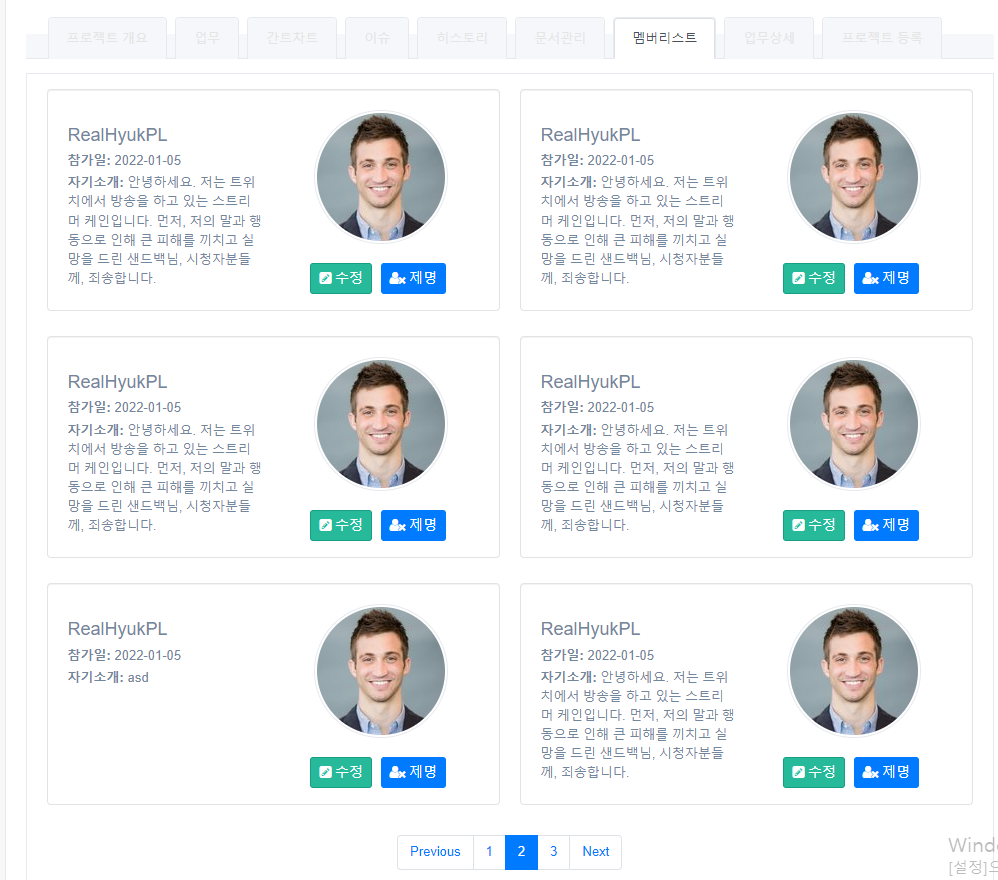 프로젝트 개요 업무 간트차트 이슈 히스토리 문서관리 멤버리스트 업무상세 프로젝트 등록
RealHyukPL
참가일: 2022-01-05
자기소개: 안녕하세요. 저는 트위
치에서 방송을 하고 있는 스트리
머 케인입니다. 먼저, 저의 말과 행
동으로 인해 큰 피해를 끼치고 실
망을 드린 샌드백님, 시청자분들
께, 죄송합니다.
수정 제명
RealHyukPL
참가일: 2022-01-05
자기소개: 안녕하세요. 저는 트위
치에서 방송을 하고 있는 스트리
머 케인입니다. 먼저, 저의 말과 행
동으로 인해 큰 피해를 끼치고 실
망을 드린 샌드백님, 시청자분들
께, 죄송합니다.
수정 제명
RealHyukPL
참가일: 2022-01-05
자기소개: 안녕하세요. 저는 트위
치에서 방송을 하고 있는 스트리
머 케인입니다. 먼저, 저의 말과 행
동으로 인해 큰 피해를 끼치고 실
망을 드린 샌드백님, 시청자분들
께, 죄송합니다.
수정 제명
RealHyukPL
참가일: 2022-01-05
자기소개: 안녕하세요. 저는 트위
치에서 방송을 하고 있는 스트리
머 케인입니다. 먼저, 저의 말과 행
동으로 인해 큰 피해를 끼치고 실
망을 드린 샌드백님, 시청자분들
께, 죄송합니다.
수정 제명
RealHyukPL
참가일: 2022-01-05
자기소개: asd
수정 제명
RealHyukPL
참가일: 2022-01-05
자기소개: 안녕하세요. 저는 트위
치에서 방송을 하고 있는 스트리
머 케인입니다. 먼저, 저의 말과 행
동으로 인해 큰 피해를 끼치고 실
망을 드린 샌드백님, 시청자분들
께, 죄송합니다.
수정 제명
Previous 1 2 3 Next
[설정]으